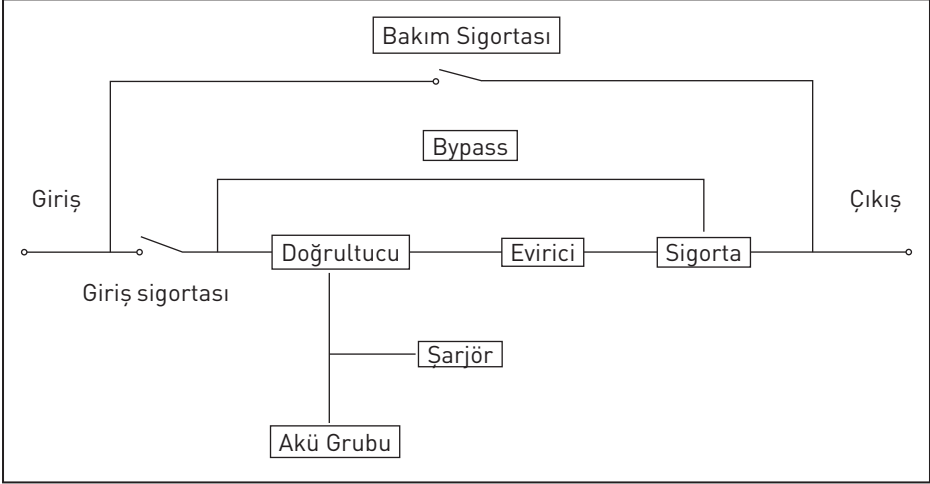 Bakım Sigortası
Bypass
Giriş
Çıkış
Doğrultucu
Evirici
Sigorta
Giriş sigortası
Şarjör
Akü Grubu